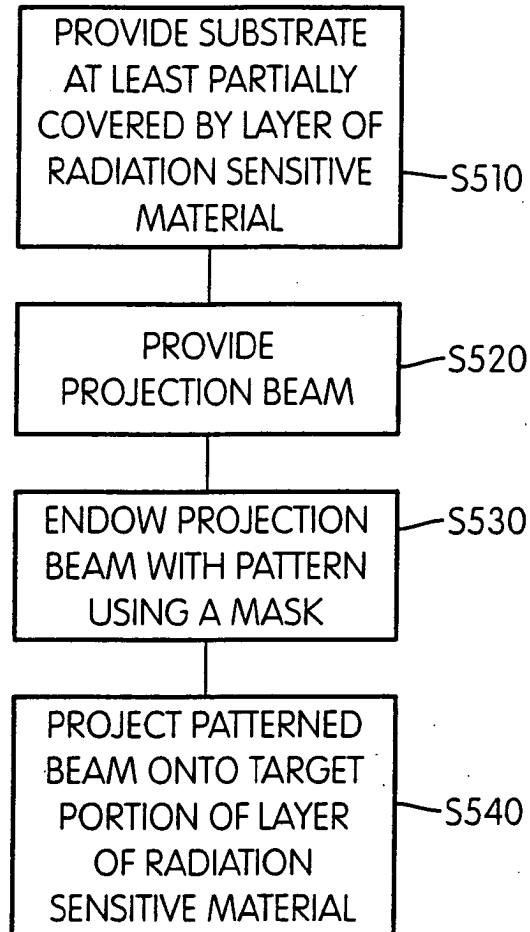 PROVIDE SUBSTRATE
AT LEAST PARTIALLY
COVERED BY LAYER OF
RADIATION SENSITIVE
MATERIAL
S510
PROVIDE
PROJECTION BEAM
S520
ENDOW PROJECTION
BEAM WITH PATTERN
USING A MASK
S530
PROJECT PATTERNED
BEAM ONTO TARGET
PORTION OF LAYER
OF RADIATION
SENSITIVE MATERIAL
S540